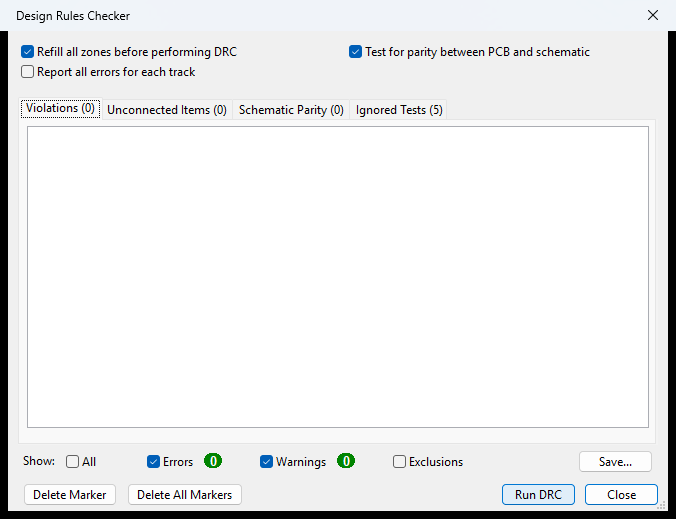 Design Rules Checker
Refill all zones before performing DRC
Test for parity between PCB and schematic
Report all errors for each track
Violations (0) Unconnected Items (0) Schematic Parity (0) Ignored Tests (5)
Show: All Errors 0 Warnings 0 Exclusions Save...
Delete Marker Delete All Markers Run DRC Close